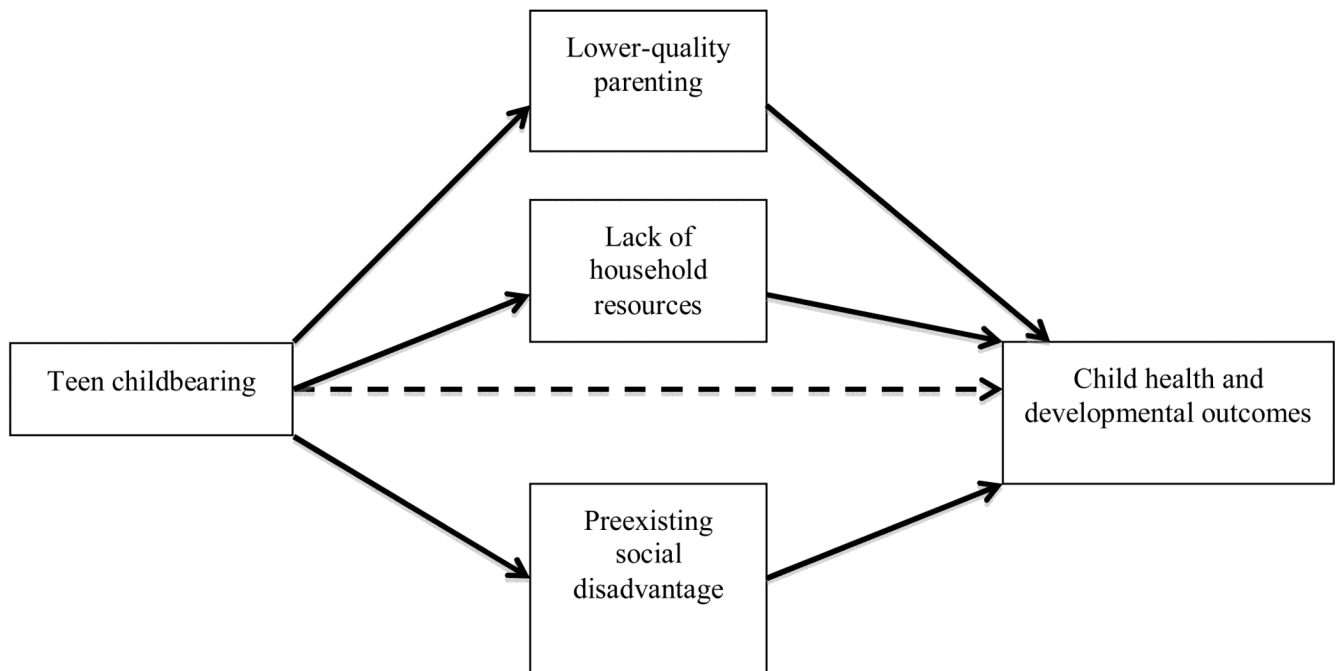 Lower-quality
parenting
Lack of
household
resources
Teen childbearing
Child health and
developmental outcomes
Preexisting
social
disadvantage